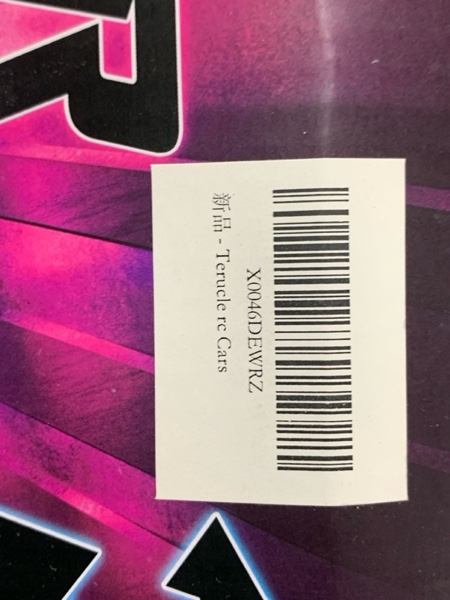 X0046DEWRZ
新品 - Terucle rc Cars
R